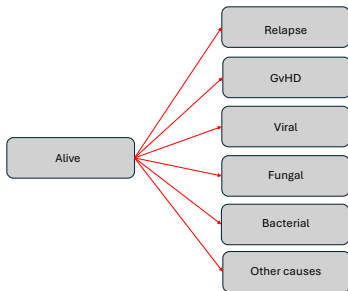 Relapse
GvHD
Viral
Alive
Fungal
Bacterial
Other causes